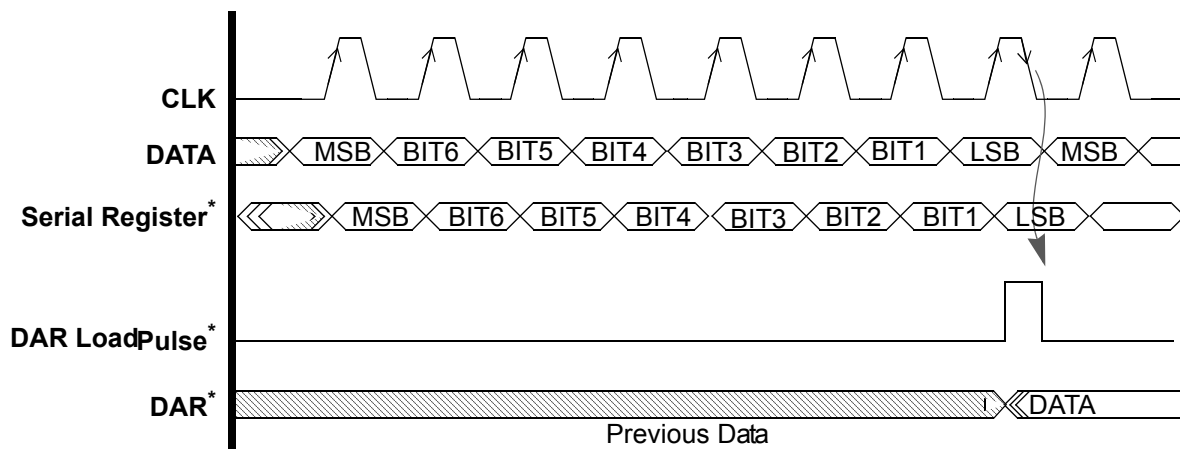 CLK
DATA MSB BIT6 BIT5 BIT4 BIT3 BIT2 BIT1 LSB MSB
Serial Register* MSB BIT6 BIT5 BIT4 BIT3 BIT2 BIT1 LSB
DAR LoadPulse*
DAR* DATA
Previous Data